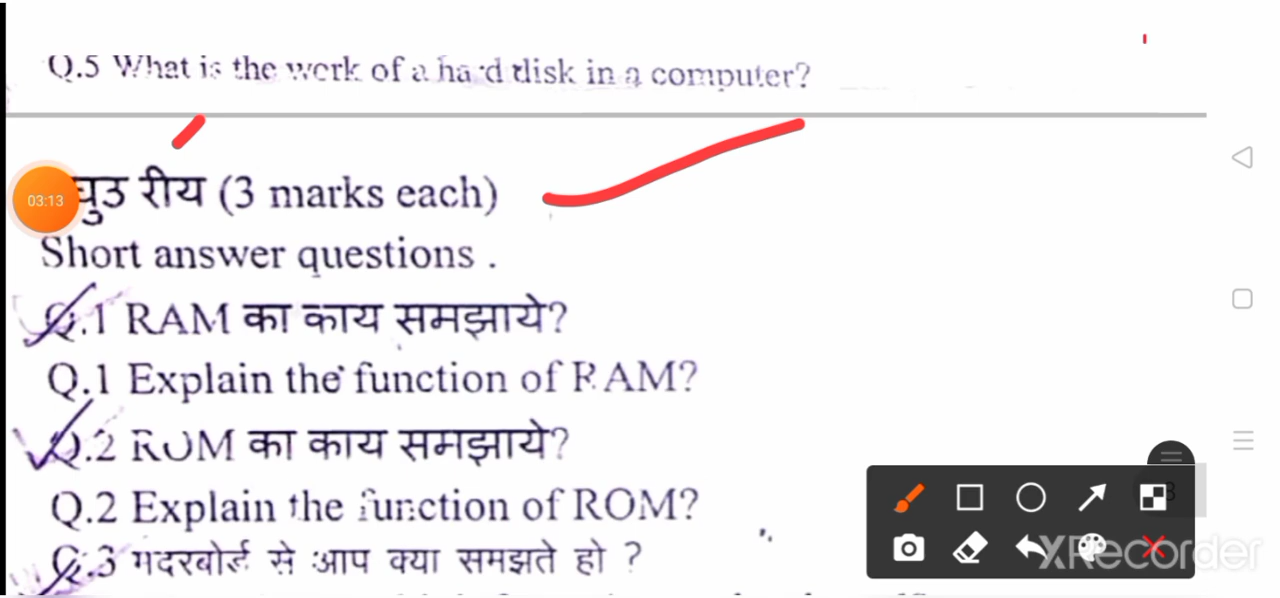 Q.5 What is the work of a hard disk in a computer?
03:13
रीय (3 marks each)
Short answer questions .
Q.1 RAM का काय समझाये?
Q.1 Explain the function of RAM?
Q.2 ROM का काय समझाये?
Q.2 Explain the function of ROM?
Q.3 मदरबोर्ड से आप क्या समझते हो ?
XRecorder